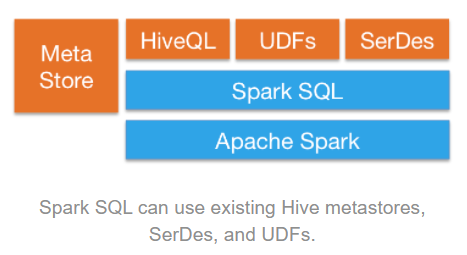 Meta
Store
HiveQL
UDFs
SerDes
Spark SQL
Apache Spark
Spark SQL can use existing Hive metastores,
SerDes, and UDFs.